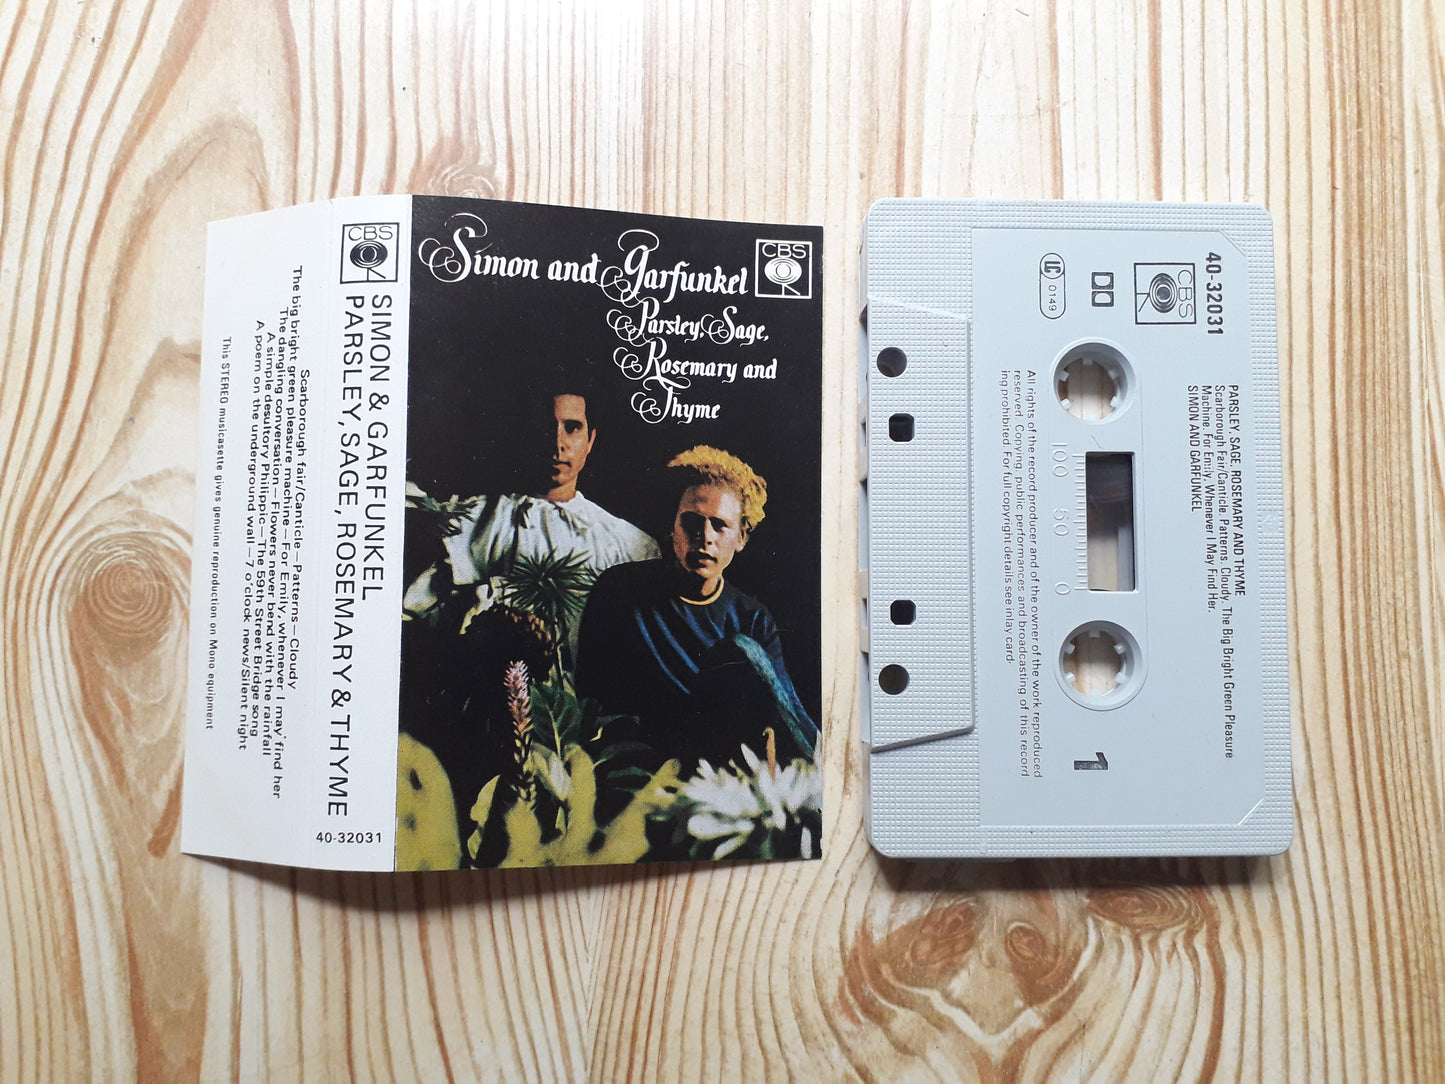 CBS
SIMON & GARFUNKEL
PARSLEY, SAGE, ROSEMARY & THYME
40-32031
Scarborough fair/Canticle—Patterns—Cloudy
The big bright green pleasure machine—For Emily, whenever I may find her
The dangling conversation—Flowers never bend with the rainfall
A simple desultory Philippic—The 59th Street Bridge song
A poem on the underground wall—7 o'clock news/Silent night
This STEREO musicasette gives genuine reproduction on Mono equipment
Simon and Garfunkel
CBS
Parsley, Sage,
Rosemary and
Thyme
40-32031
CBS
LC 0149
PARSLEY, SAGE, ROSEMARY AND THYME
Scarborough Fair/Canticle. Patterns. Cloudy. The Big Bright Green Pleasure
Machine. For Emily, Whenever I May Find Her.
SIMON AND GARFUNKEL
100 50 0
1
All rights of the record producer and of the owner of the work reproduced
reserved. Copying, public performances and broadcasting of this record
ing prohibited. For full copyright details see inlay card.